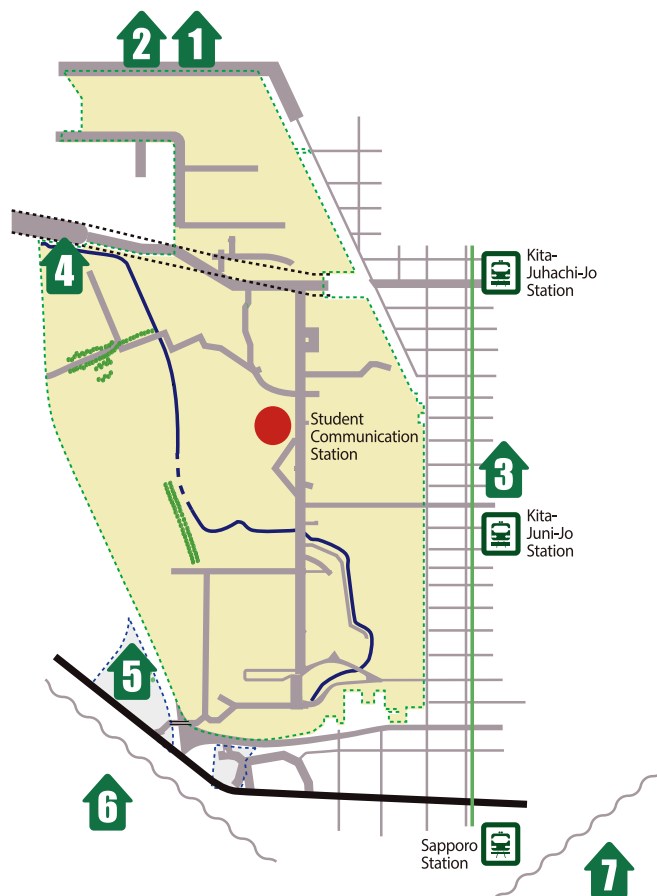 2
1
4
Kita-
Juhachi-Jo
Station
Student
Communication
Station
3
Kita-
Juni-Jo
Station
5
6
Sapporo
Station
7